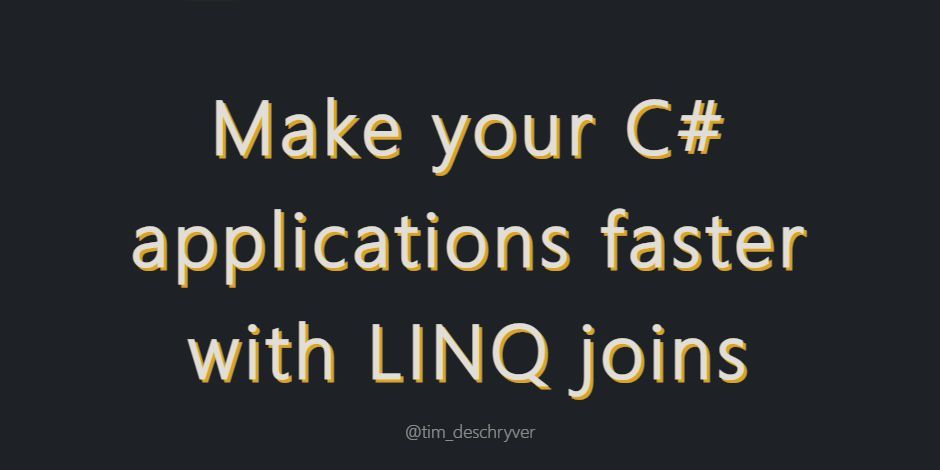 Make your C#
applications faster
with LINQ joins
@tim_deschryver